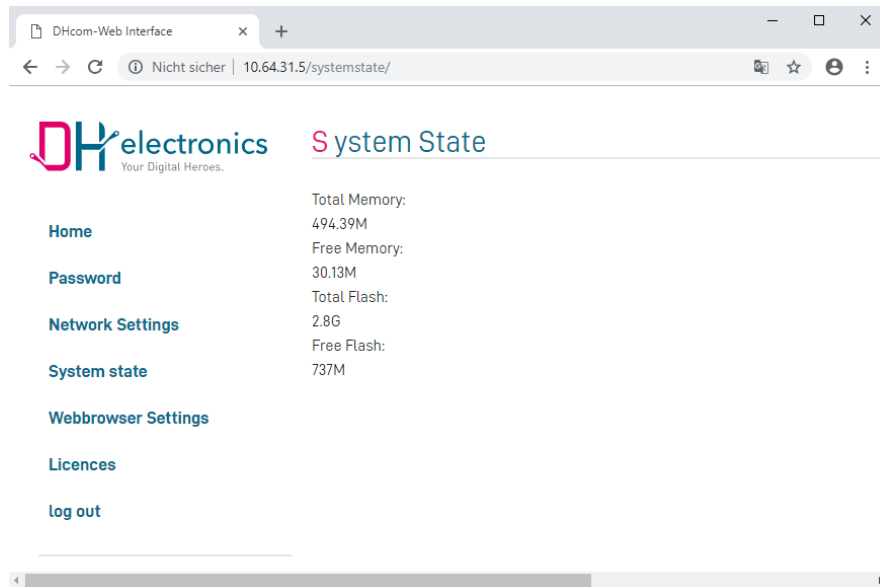 DHcom-Web Interface
Nicht sicher | 10.64.31.5/systemstate/
DH electronics
Your Digital Heroes.
System State
Home
Password
Network Settings
System state
Webbrowser Settings
Licences
log out
Total Memory:
494.39M
Free Memory:
30.13M
Total Flash:
2.8G
Free Flash:
737M